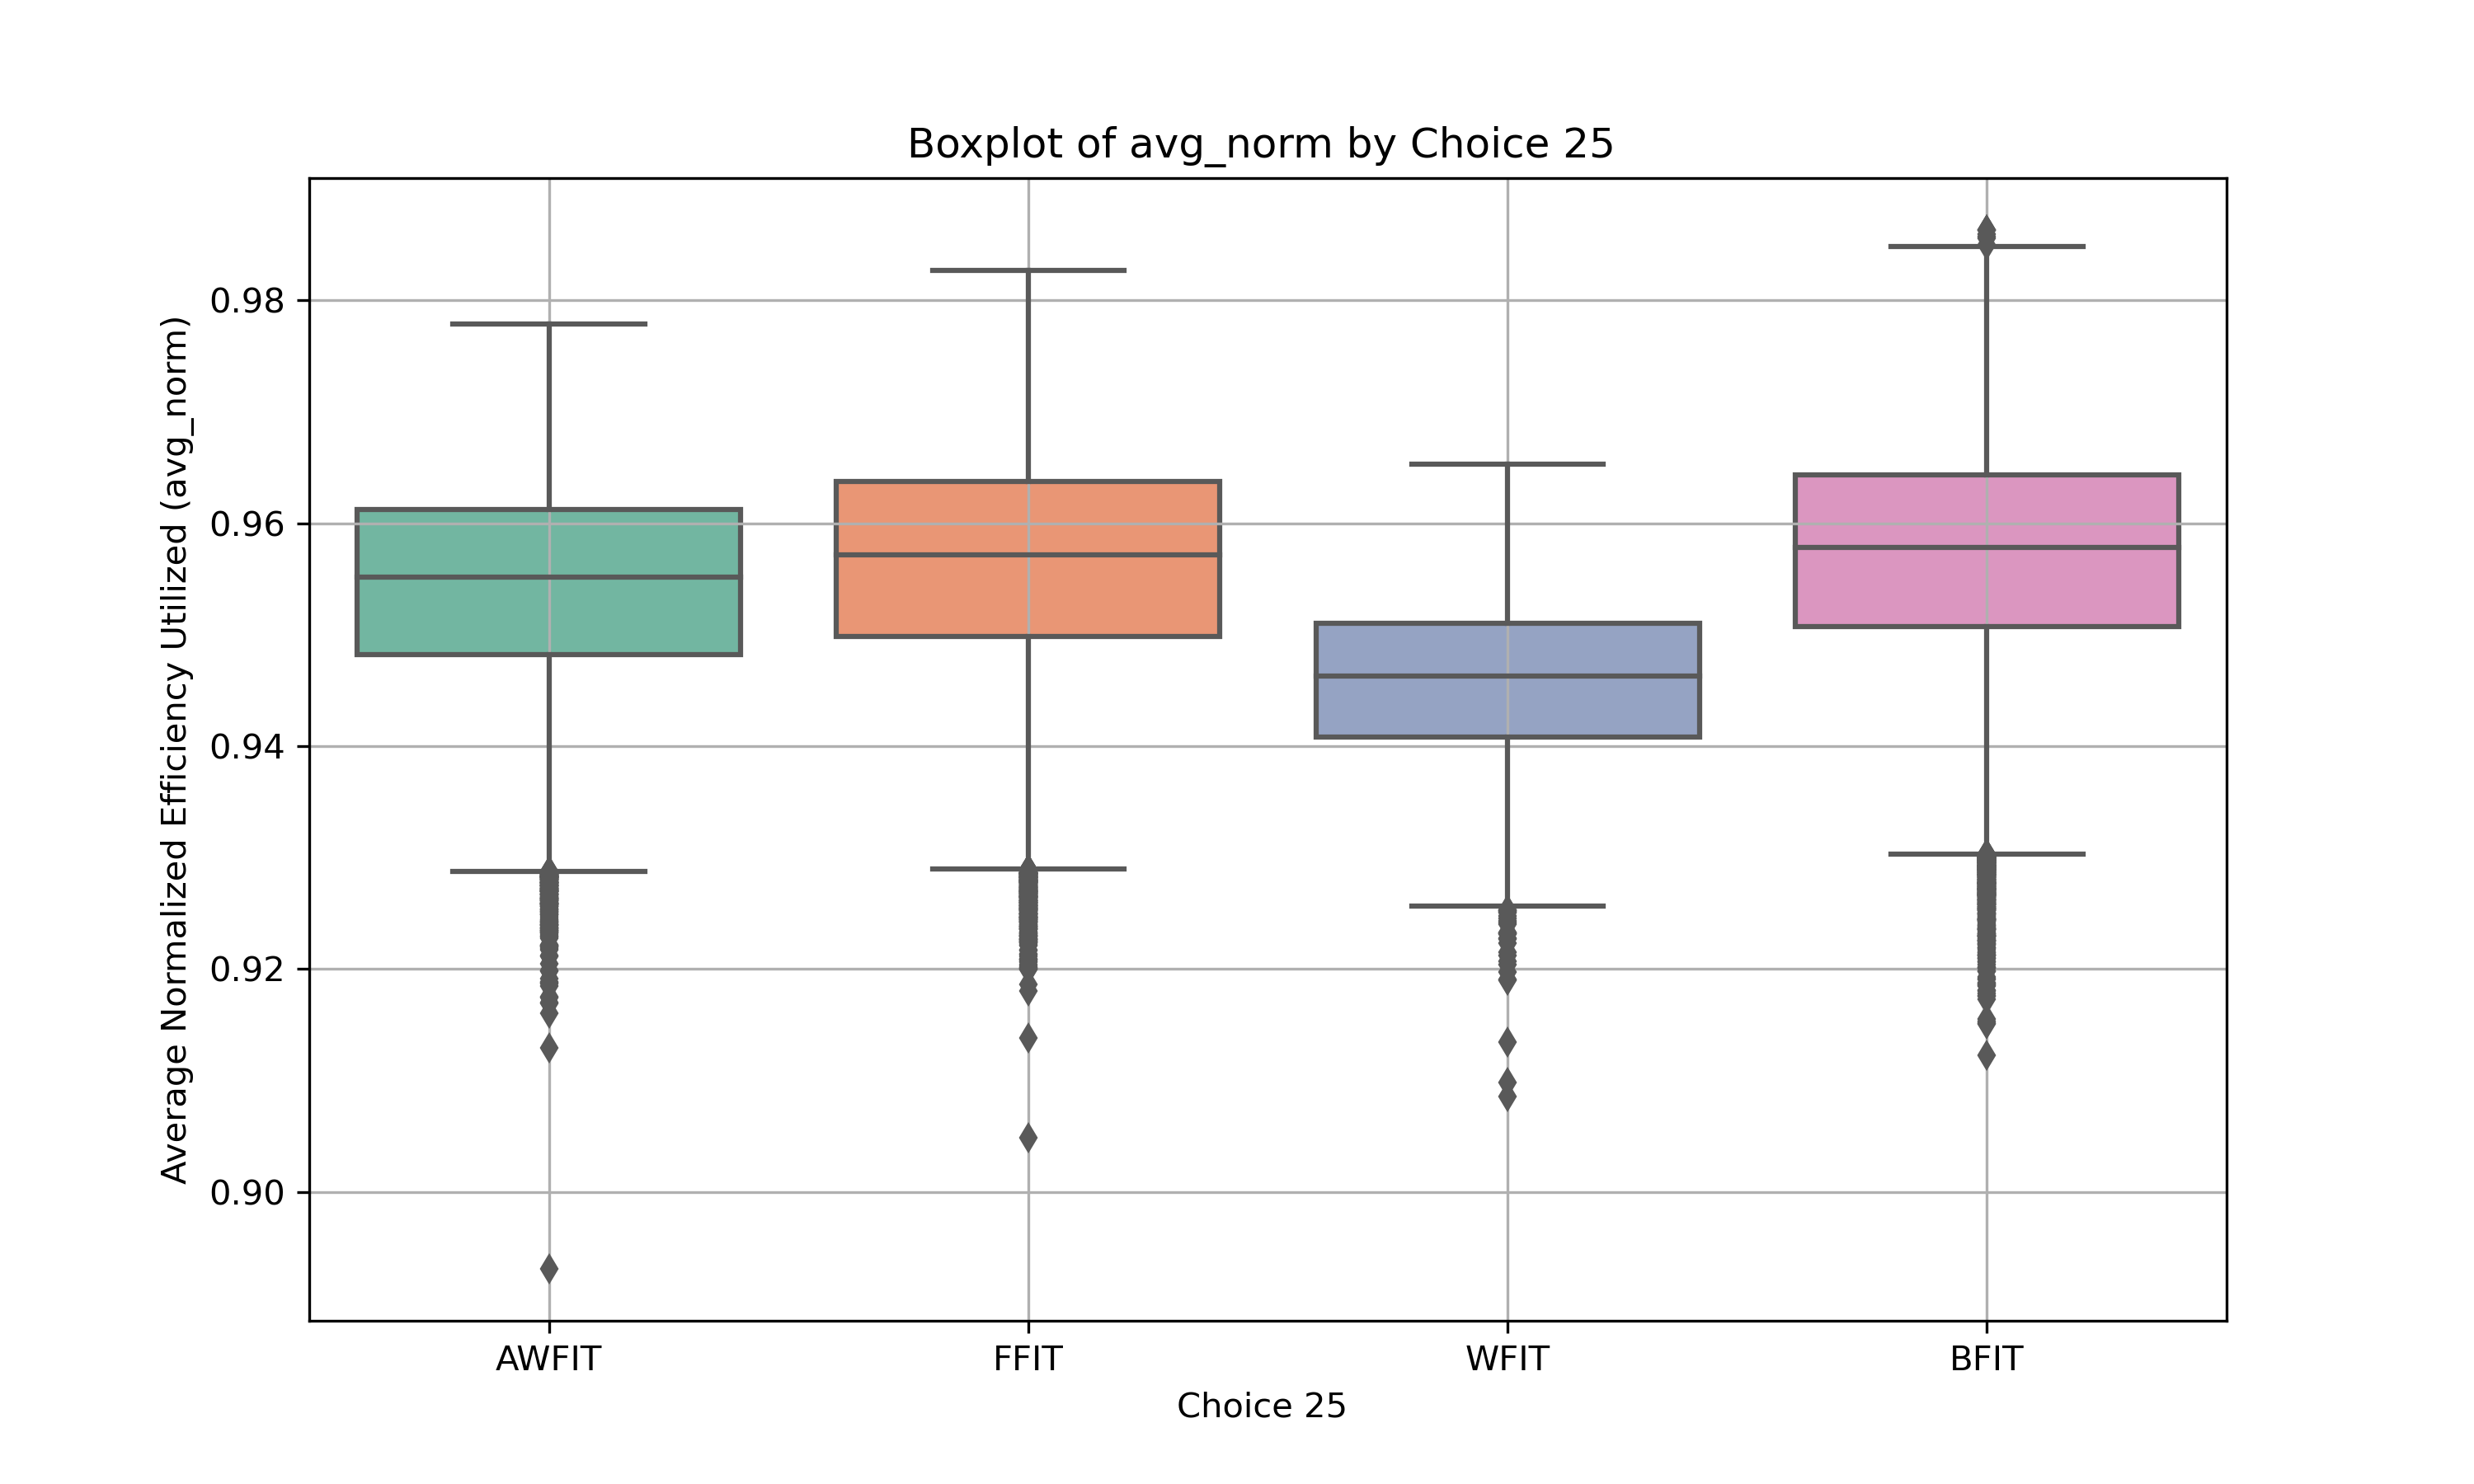 Boxplot of avg_norm by Choice 25
Average Normalized Efficiency Utilized (avg_norm)
0.98
0.96
0.94
0.92
0.90
AWFIT FFIT WFIT BFIT
Choice 25